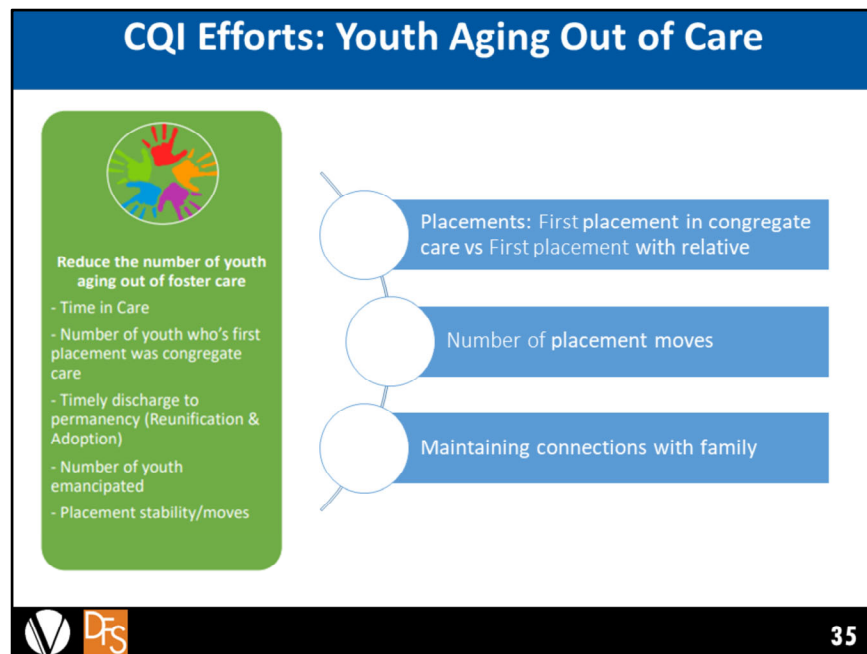 CQI Efforts: Youth Aging Out of Care
Reduce the number of youth
aging out of foster care
- Time in Care
- Number of youth who's first
placement was congregate
care
- Timely discharge to
permanency (Reunification &
Adoption)
- Number of youth
emancipated
- Placement stability/moves
Placements: First placement in congregate
care vs First placement with relative
Number of placement moves
Maintaining connections with family
V
DFS
35